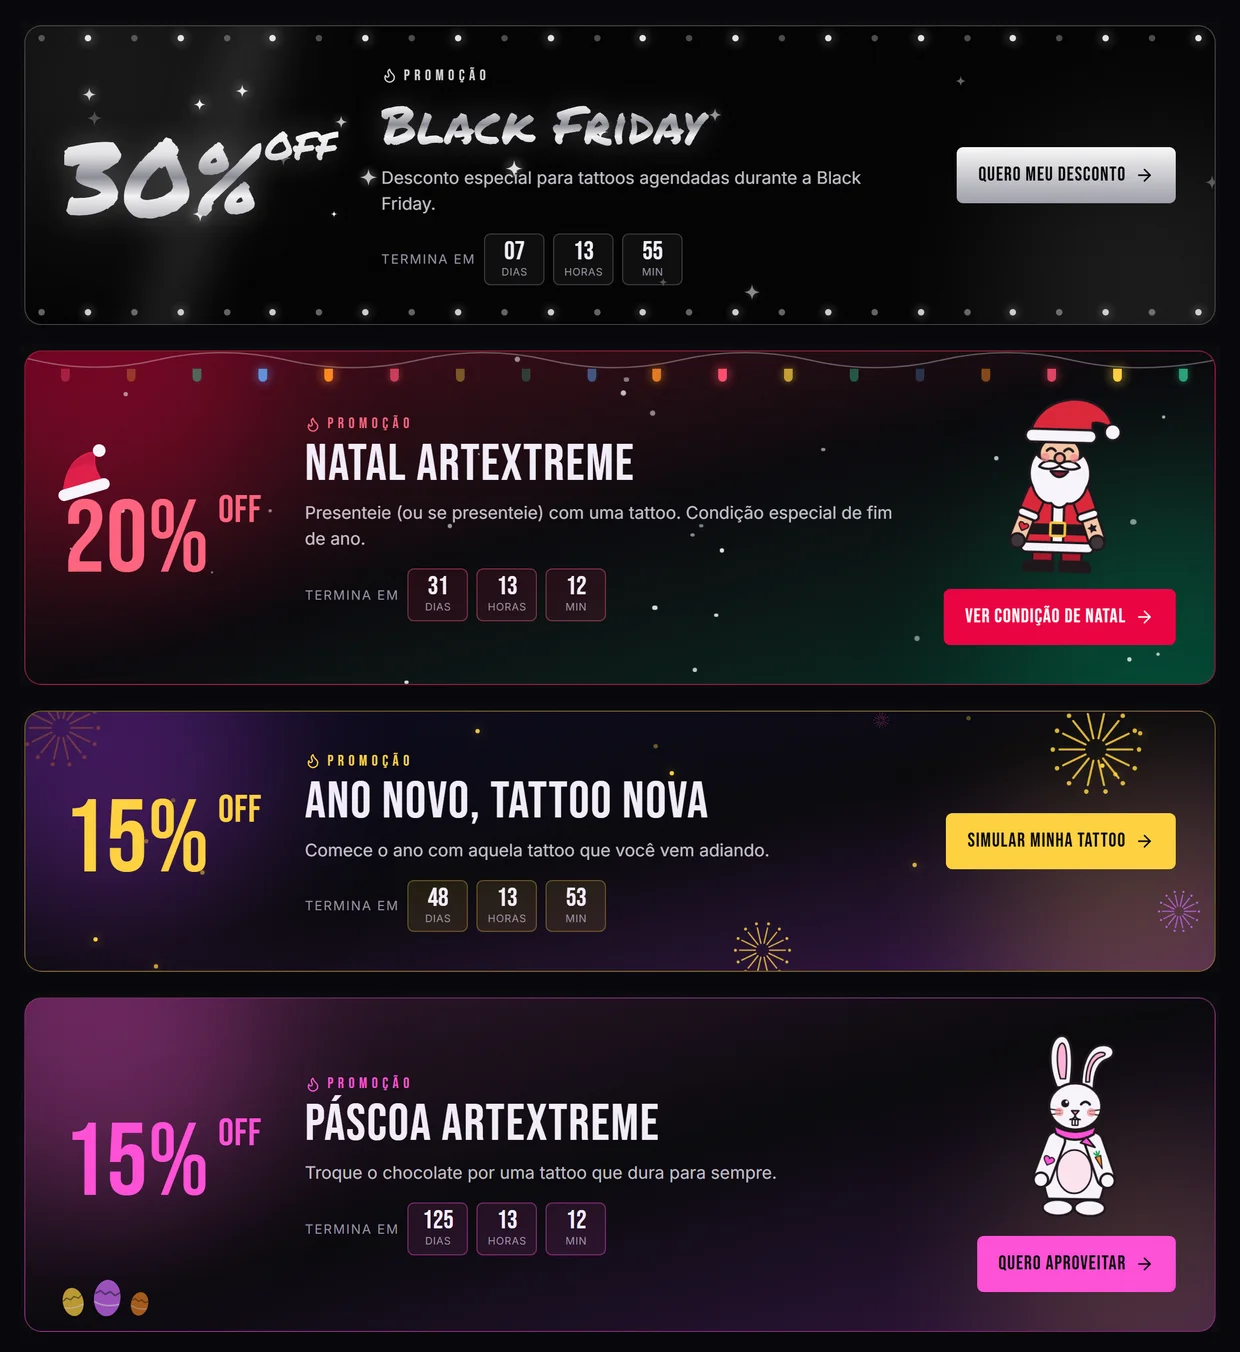 PROMOÇÃO
30% OFF
BLACK FRIDAY
Desconto especial para tattoos agendadas durante a Black
Friday.
QUERO MEU DESCONTO →
TERMINA EM 07 DIAS 13 HORAS 55 MIN
PROMOÇÃO
20% OFF
NATAL ARTEXTREME
Presenteie (ou se presenteie) com uma tattoo. Condição especial de fim
de ano.
TERMINA EM 31 DIAS 13 HORAS 12 MIN
VER CONDIÇÃO DE NATAL →
PROMOÇÃO
15% OFF
ANO NOVO, TATTOO NOVA
Comece o ano com aquela tattoo que você vem adiando.
SIMULAR MINHA TATTOO →
TERMINA EM 48 DIAS 13 HORAS 53 MIN
PROMOÇÃO
15% OFF
PÁSCOA ARTEXTREME
Troque o chocolate por uma tattoo que dura para sempre.
TERMINA EM 125 DIAS 13 HORAS 12 MIN
QUERO APROVEITAR →